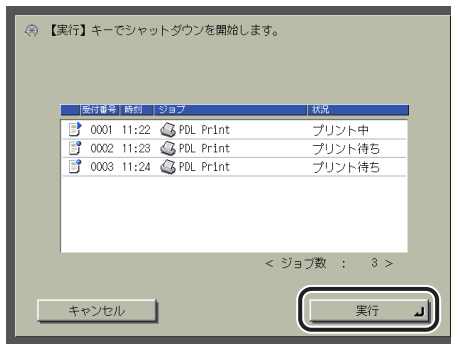 【実行】キーでシャットダウンを開始します。
受付番号 時刻 ジョブ 状況
0001 11:22 PDL Print プリント中
0002 11:23 PDL Print プリント待ち
0003 11:24 PDL Print プリント待ち
< ジョブ数 : 3 >
キャンセル 実行